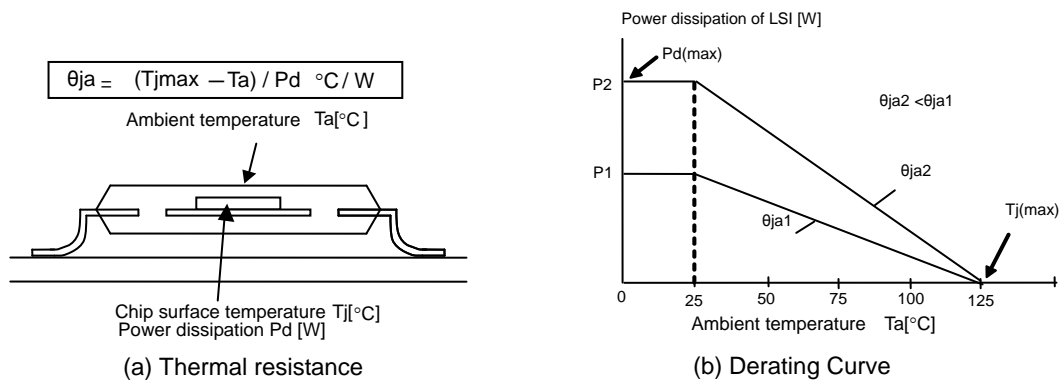 θja = (Tjmax －Ta) / Pd °C/ W
Ambient temperature Ta[°C]
Chip surface temperature Tj[°C]
Power dissipation Pd [W]
(a) Thermal resistance
Power dissipation of LSI [W]
Pd(max)
P2
θja2 <θja1
P1
θja2
Tj(max)
θja1
0 25 50 75 100 125
Ambient temperature Ta[°C]
(b) Derating Curve